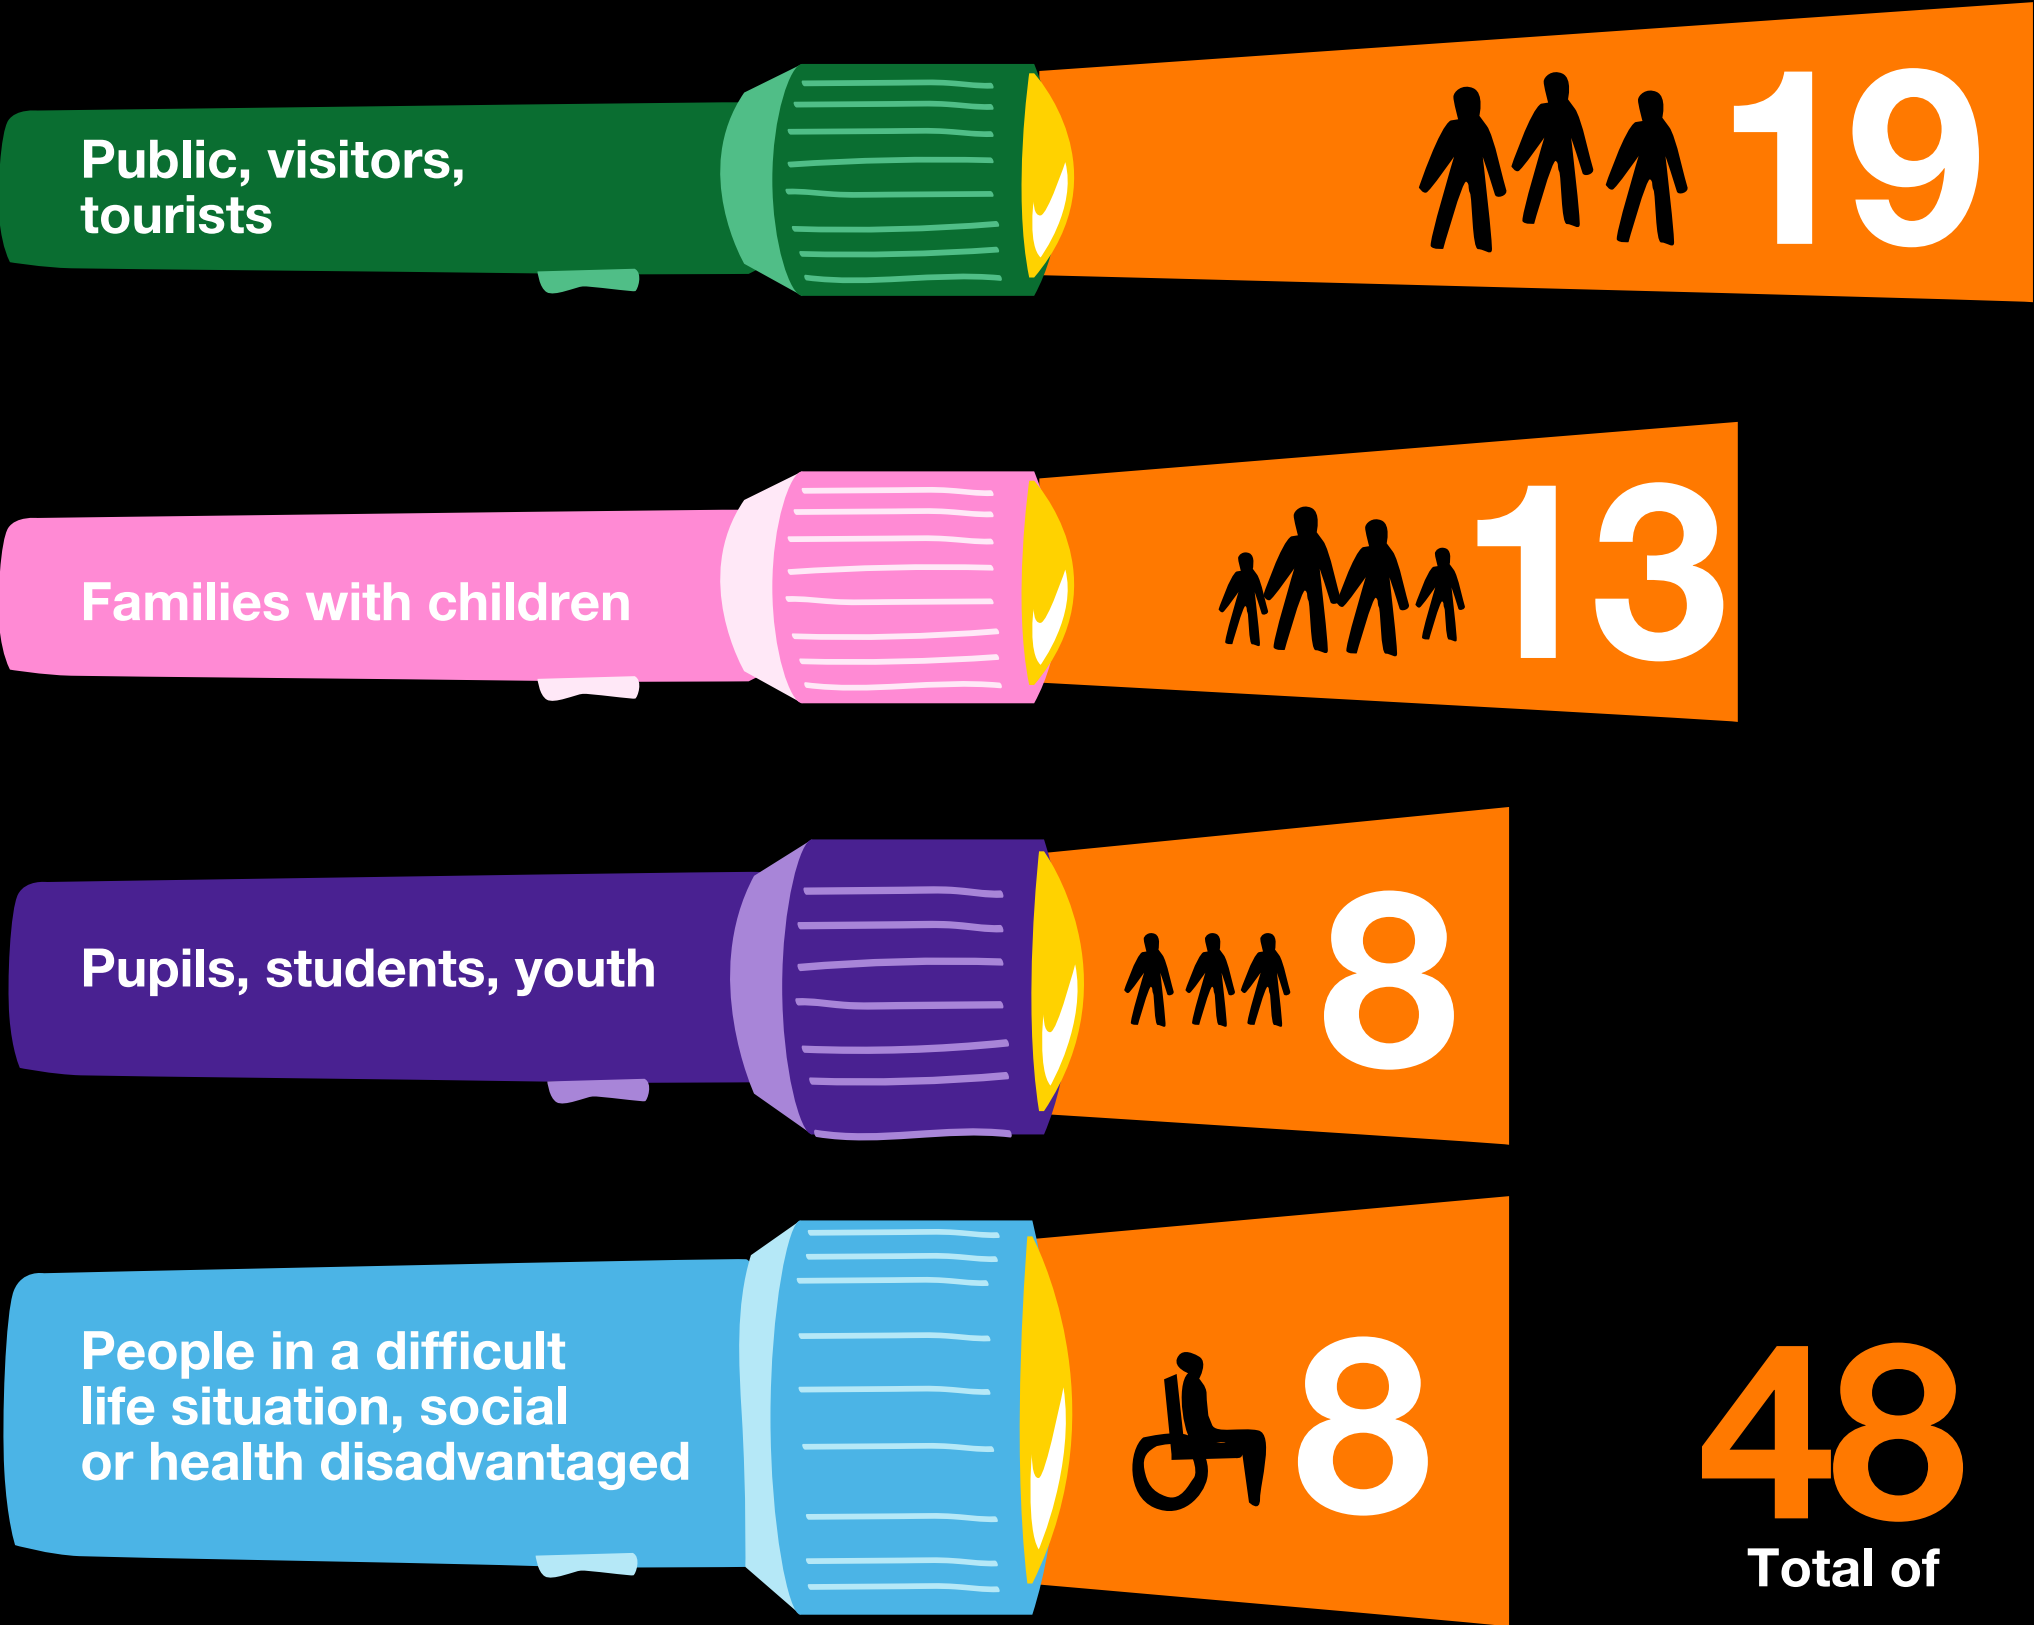 Public, visitors,
tourists
19
Families with children
13
Pupils, students, youth
8
People in a difficult
life situation, social
or health disadvantaged
8
48
Total of